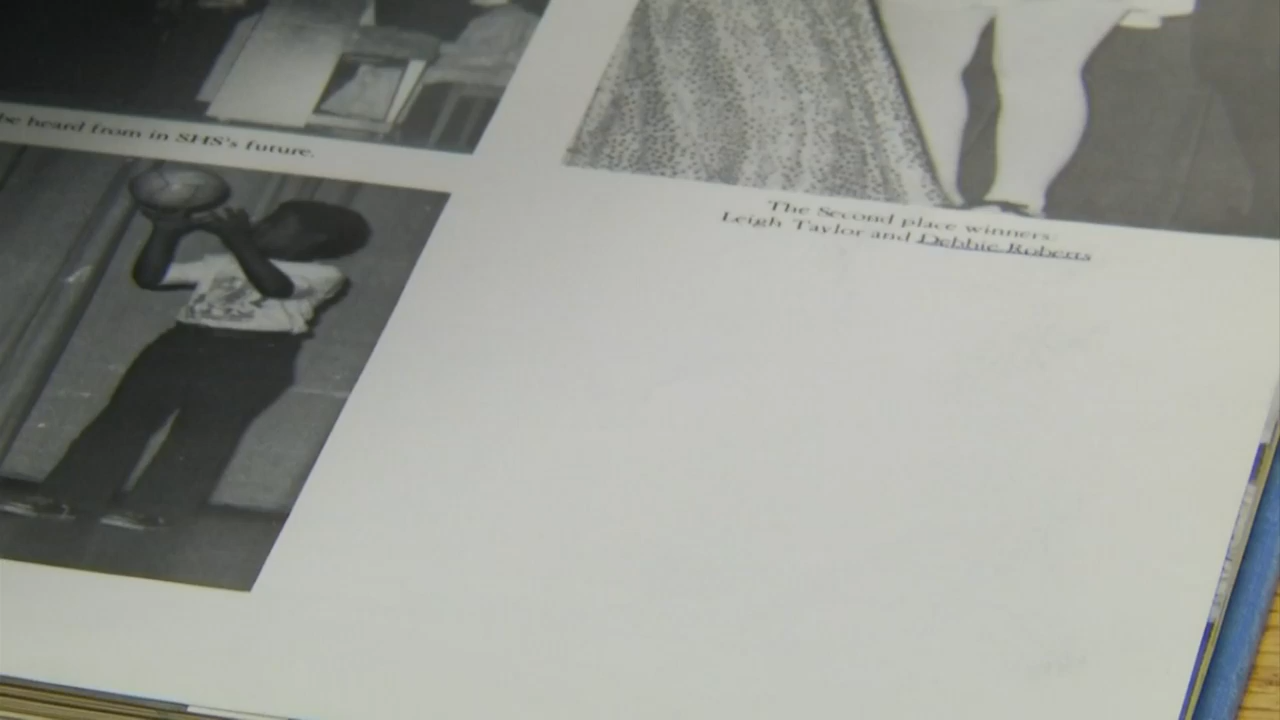 be heard from in SHS's future.
The Second place winners:
Leigh Taylor and Debbie Roberts